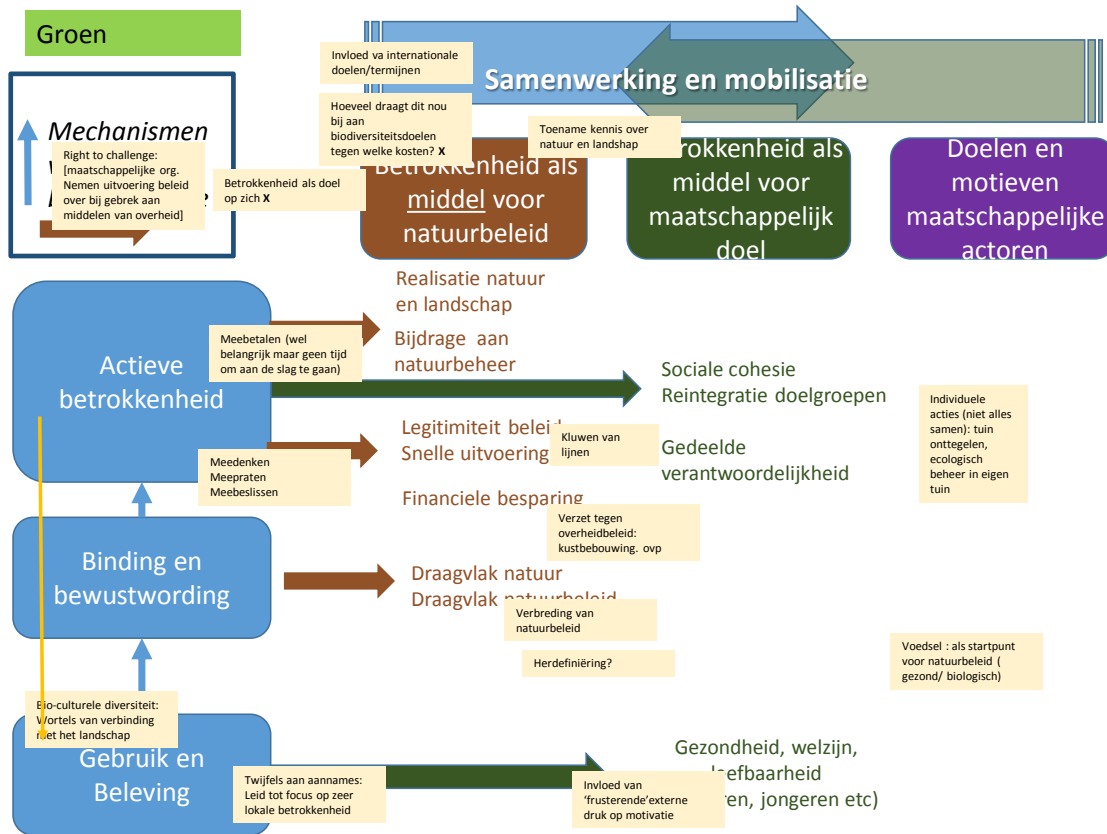 Groen
Samenwerking en mobilisatie
Invloed va internationale
doelen/termijnen
Hoeveel draagt dit nou
bij aan
biodiversiteitsdoelen
tegen welke kosten? X
Toename kennis over
natuur en landshap
Mechanismen
Right to challenge:
[maatschappelijke org.
Nemen uitvoering beleid
over bij gebrek aan
middelen van overheid]
Betrokkenheid als doel
op zich X
Betrokkenheid als
middel voor
natuurbeleid
trokkenheid als
middel voor
maatschappelijk
doel
Doelen en
motieven
maatschappelijke
actoren
Actieve
betrokkenheid
Meebetalen (wel
belangrijk maar geen tijd
om aan de slag te gaan)
Meedenken
Meepraten
Meebeslissen
Realisatie natuur
en landschap
Bijdrage aan
natuurbeheer
Legitimiteit beleid
Snelle uitvoering
Financiele besparing
Kluwen van
lijnen
Sociale cohesie
Reintegratie doelgroepen
Gedeelde
verantwoordelijkheid
Individuele
acties (niet alles
samen): tuin
onttegelen,
ecologisch
beheer in eigen
tuin
Verzet tegen
overheidbeleid:
kustbebouwing. ovp
Binding en
bewustwording
Draagvlak natuur
Draagvlak natuurbeleid
Verbreding van
natuurbeleid
Herdefiniëring?
Voedsel : als startpunt
voor natuurbeleid (
gezond/ biologisch)
Bio-culturele diversiteit:
Wortels van verbinding
met het landschap
Gebruik en
Beleving
Twijfels aan aannames:
Leid tot focus op zeer
lokale betrokkenheid
Invloed van
‘frusterende’externe
druk op motivatie
Gezondheid, welzijn,
leefbaarheid
ren, jongeren etc)